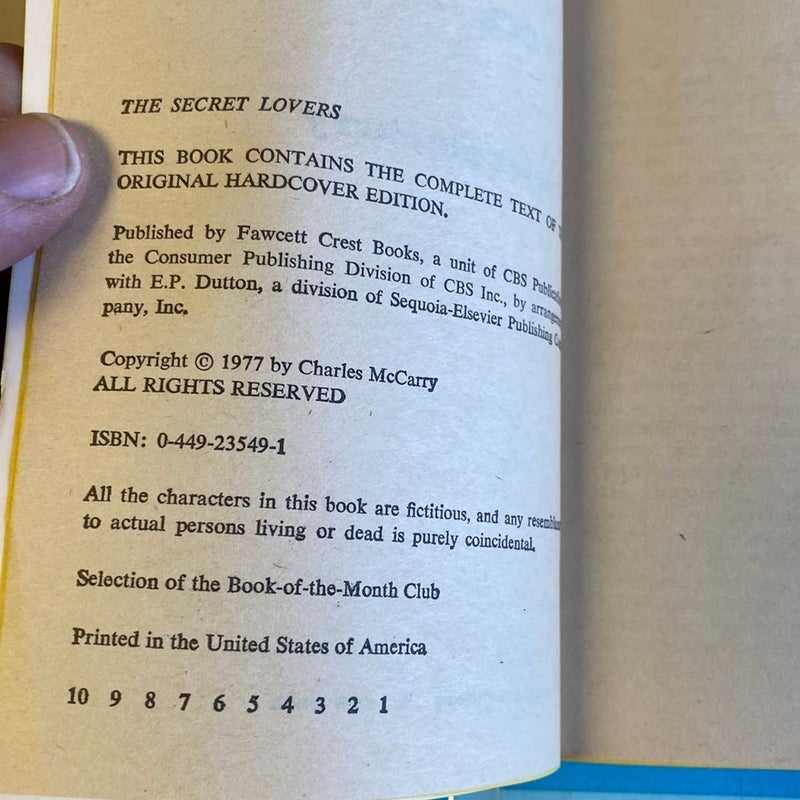 THE SECRET LOVERS
THIS BOOK CONTAINS THE COMPLETE TEXT OF
ORIGINAL HARDCOVER EDITION.
Published by Fawcett Crest Books, a unit of CBS
the Consumer Publishing Division of CBS Inc., by
with E.P. Dutton, a division of Sequoia-Elsevier Publishing
pany, Inc.
Copyright © 1977 by Charles McCarry
ALL RIGHTS RESERVED
ISBN: 0-449-23549-1
All the characters in this book are fictitious, and any
to actual persons living or dead is purely coincidental.
Selection of the Book-of-the-Month Club
Printed in the United States of America
10 9 8 7 6 5 4 3 2 1